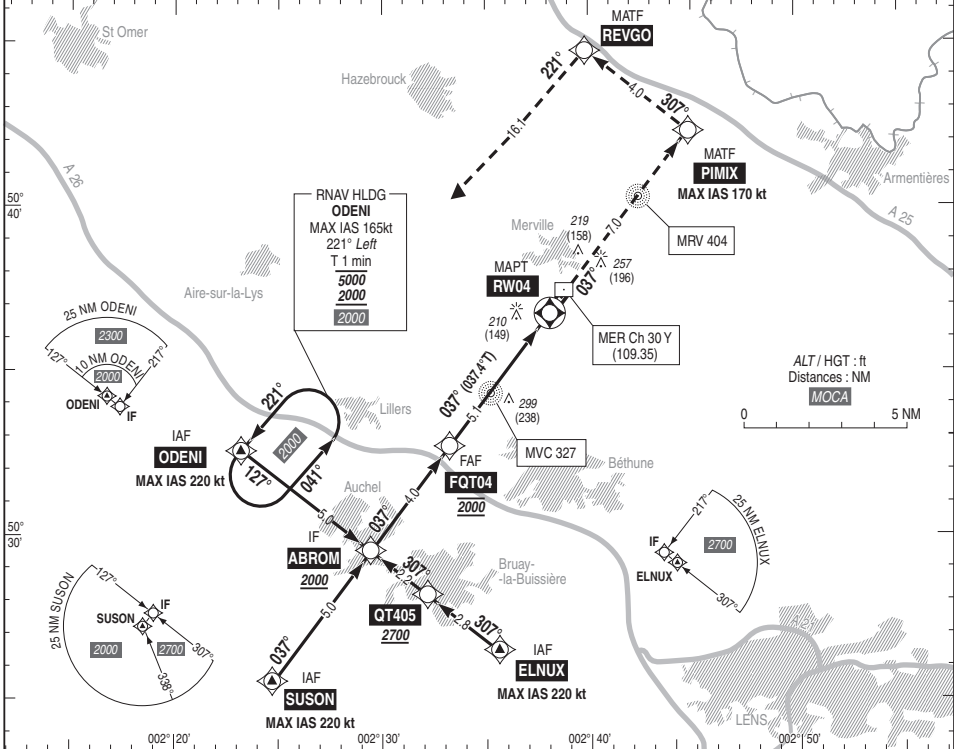 MATF
REVGO
St Omer
Hazebrouck
221°
4.0
307°
16.1
MATF
PIMIX
MAX IAS 170 kt
Armentières
A 26
A 25
50°
40'
RNAV HLDG
ODENI
MAX IAS 165kt
221° Left
T 1 min
5000
2000
2000
Merville
219
(158)
7.0
MRV 404
257
(196)
037°
MAPT
RW04
Aire-sur-la-Lys
210
(149)
MER Ch 30 Y
(109.35)
25 NM ODENI
2300
127°
10 NM ODENI
217°
2000
ODENI
IF
ALT / HGT : ft
Distances : NM
MOCA
0
5 NM
037° (037.4°T)
5.1
299
(238)
MVC 327
221°
Lillers
2000
IAF
ODENI
MAX IAS 220 kt
127°
041°
FAF
FQT04
2000
Béthune
Auchel
5.0
037°
4.0
50°
30'
IF
ABROM
2000
307°
2.2
Bruay-
-la-Buissière
QT405
2700
2.8
307°
217°
25 NM ELNUX
IF
2700
ELNUX
307°
127°
25 NM SUSON
IF
SUSON
2000
2700
307°
338°
5.0
037°
IAF
SUSON
MAX IAS 220 kt
IAF
ELNUX
MAX IAS 220 kt
A 21
LENS
002° 20'
002° 30'
002° 40'
002° 50'